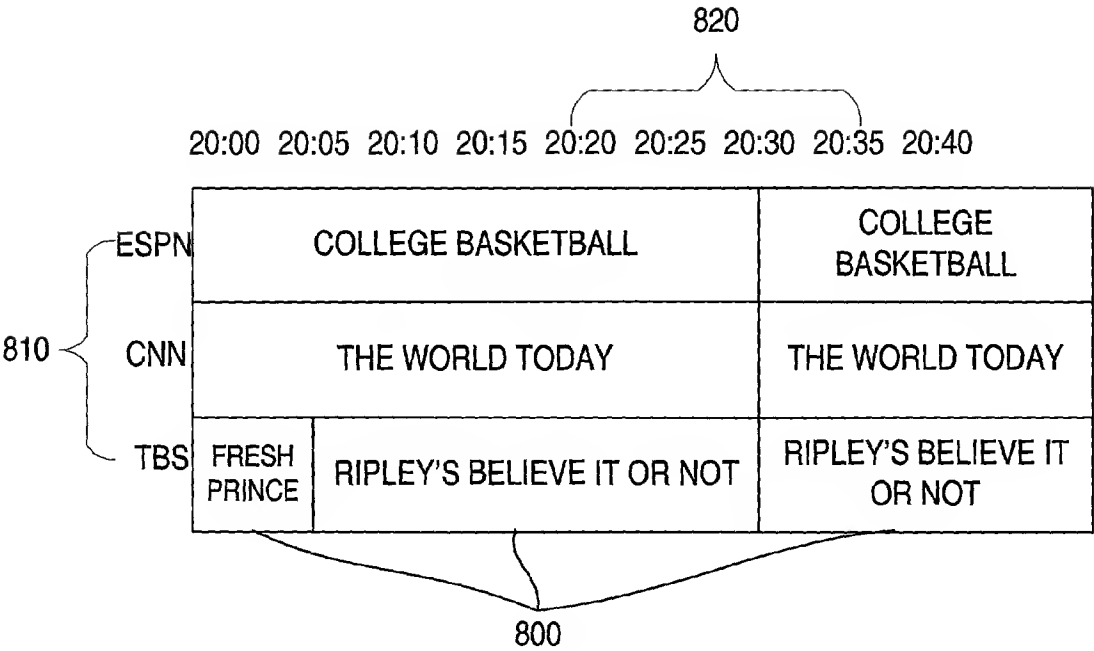 820
20:00 20:05 20:10 20:15 20:20 20:25 20:30 20:35 20:40
ESPN
COLLEGE BASKETBALL
COLLEGE
BASKETBALL
810
CNN
THE WORLD TODAY
THE WORLD TODAY
TBS
FRESH
PRINCE
RIPLEY'S BELIEVE IT OR NOT
RIPLEY'S BELIEVE IT
OR NOT
800